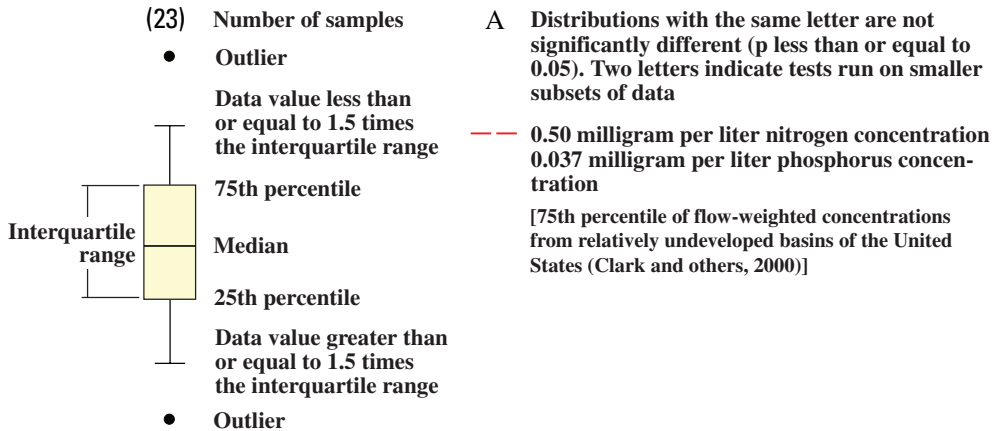 (23) Number of samples
Outlier
Data value less than
or equal to 1.5 times
the interquartile range
75th percentile
Interquartile
range
Median
25th percentile
Data value greater than
or equal to 1.5 times
the interquartile range
Outlier
A Distributions with the same letter are not
significantly different (p less than or equal to
0.05). Two letters indicate tests run on smaller
subsets of data
0.50 milligram per liter nitrogen concentration
0.037 milligram per liter phosphorus concen-
tration
[75th percentile of flow-weighted concentrations
from relatively undeveloped basins of the United
States (Clark and others, 2000)]